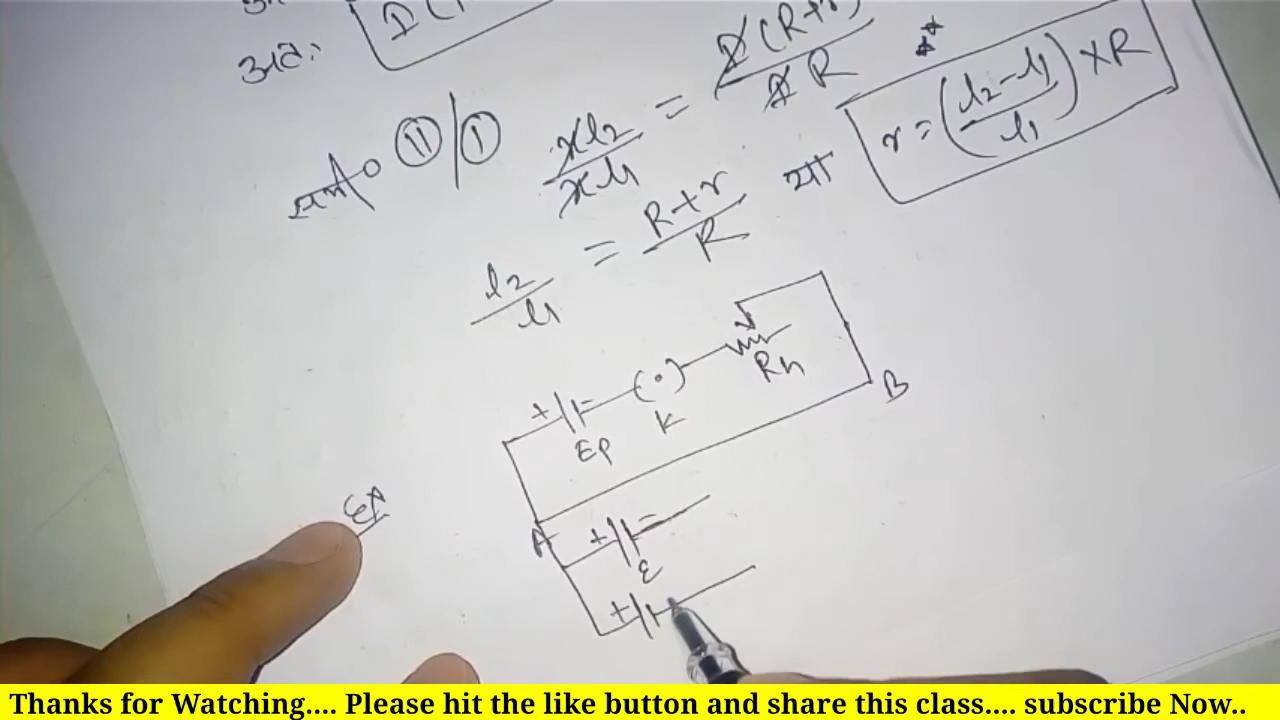 अतः
समी० (II)/(I) xl2/xl1 = I(R+r)/IR
l2/l1 = R+r/R या r = (l2-l1/l1) × R
+ - Ep K Rh
B
A
+ - E
+
Thanks for Watching.... Please hit the like button and share this class.... subscribe Now..